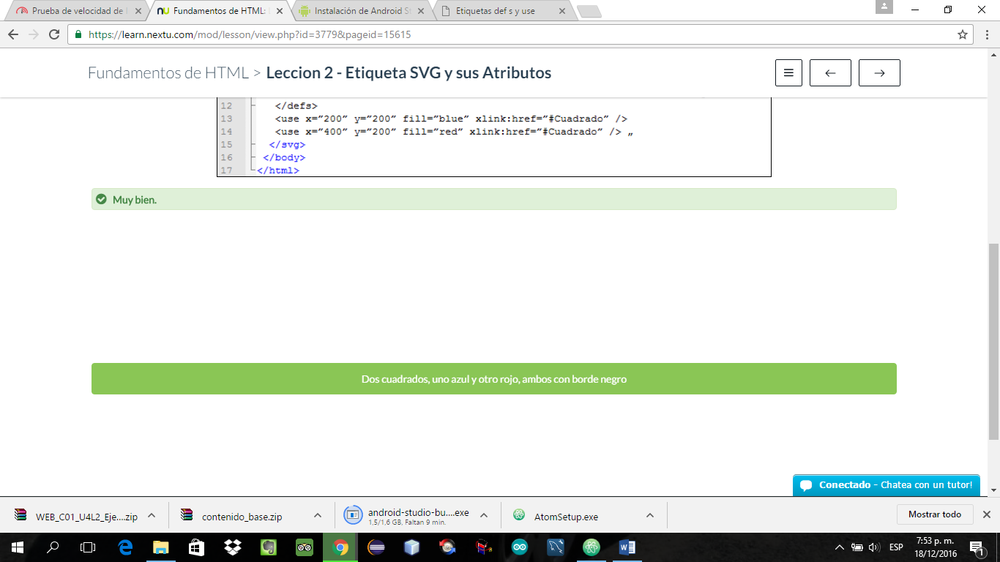 Prueba de velocidad de
Fundamentos de HTML:
Instalación de Android St
Etiquetas def s y use
https://learn.nextu.com/mod/lesson/view.php?id=3779&pageid=15615
Fundamentos de HTML > Leccion 2 - Etiqueta SVG y sus Atributos
12 </defs>
13 <use x=”200” y=”200” fill=”blue” xlink:href=”#Cuadrado” />
14 <use x=”400” y=”200” fill=”red” xlink:href=”#Cuadrado” /> „
15 </svg>
16 </body>
17 </html>
Muy bien.
Dos cuadrados, uno azul y otro rojo, ambos con borde negro
Conectado - Chatea con un tutor!
WEB_C01_U4L2_Eje....zip
contenido_base.zip
android-studio-bu....exe
1,5/1,6 GB, Faltan 9 min.
AtomSetup.exe
Mostrar todo
ESP
7:53 p. m.
18/12/2016
1